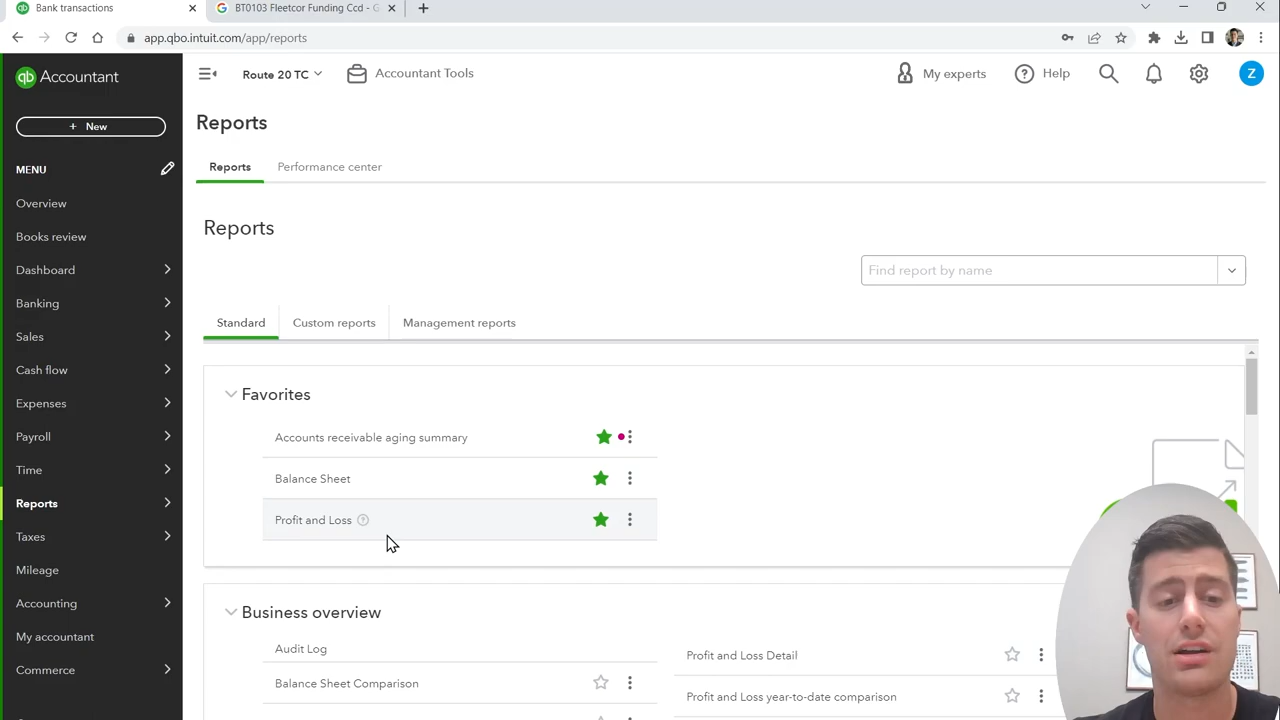 Bank transactions
BT0103 Fleetcor Funding Ccd - G
app.qbo.intuit.com/app/reports
qb Accountant
Route 20 TC
Accountant Tools
My experts
Help
Z
+ New
Reports
MENU
Reports
Performance center
Overview
Books review
Reports
Dashboard
Find report by name
Banking
Sales
Standard
Custom reports
Management reports
Cash flow
Favorites
Expenses
Payroll
Accounts receivable aging summary
Time
Balance Sheet
Reports
Profit and Loss
Taxes
Mileage
Accounting
Business overview
My accountant
Audit Log
Profit and Loss Detail
Commerce
Balance Sheet Comparison
Profit and Loss year-to-date comparison